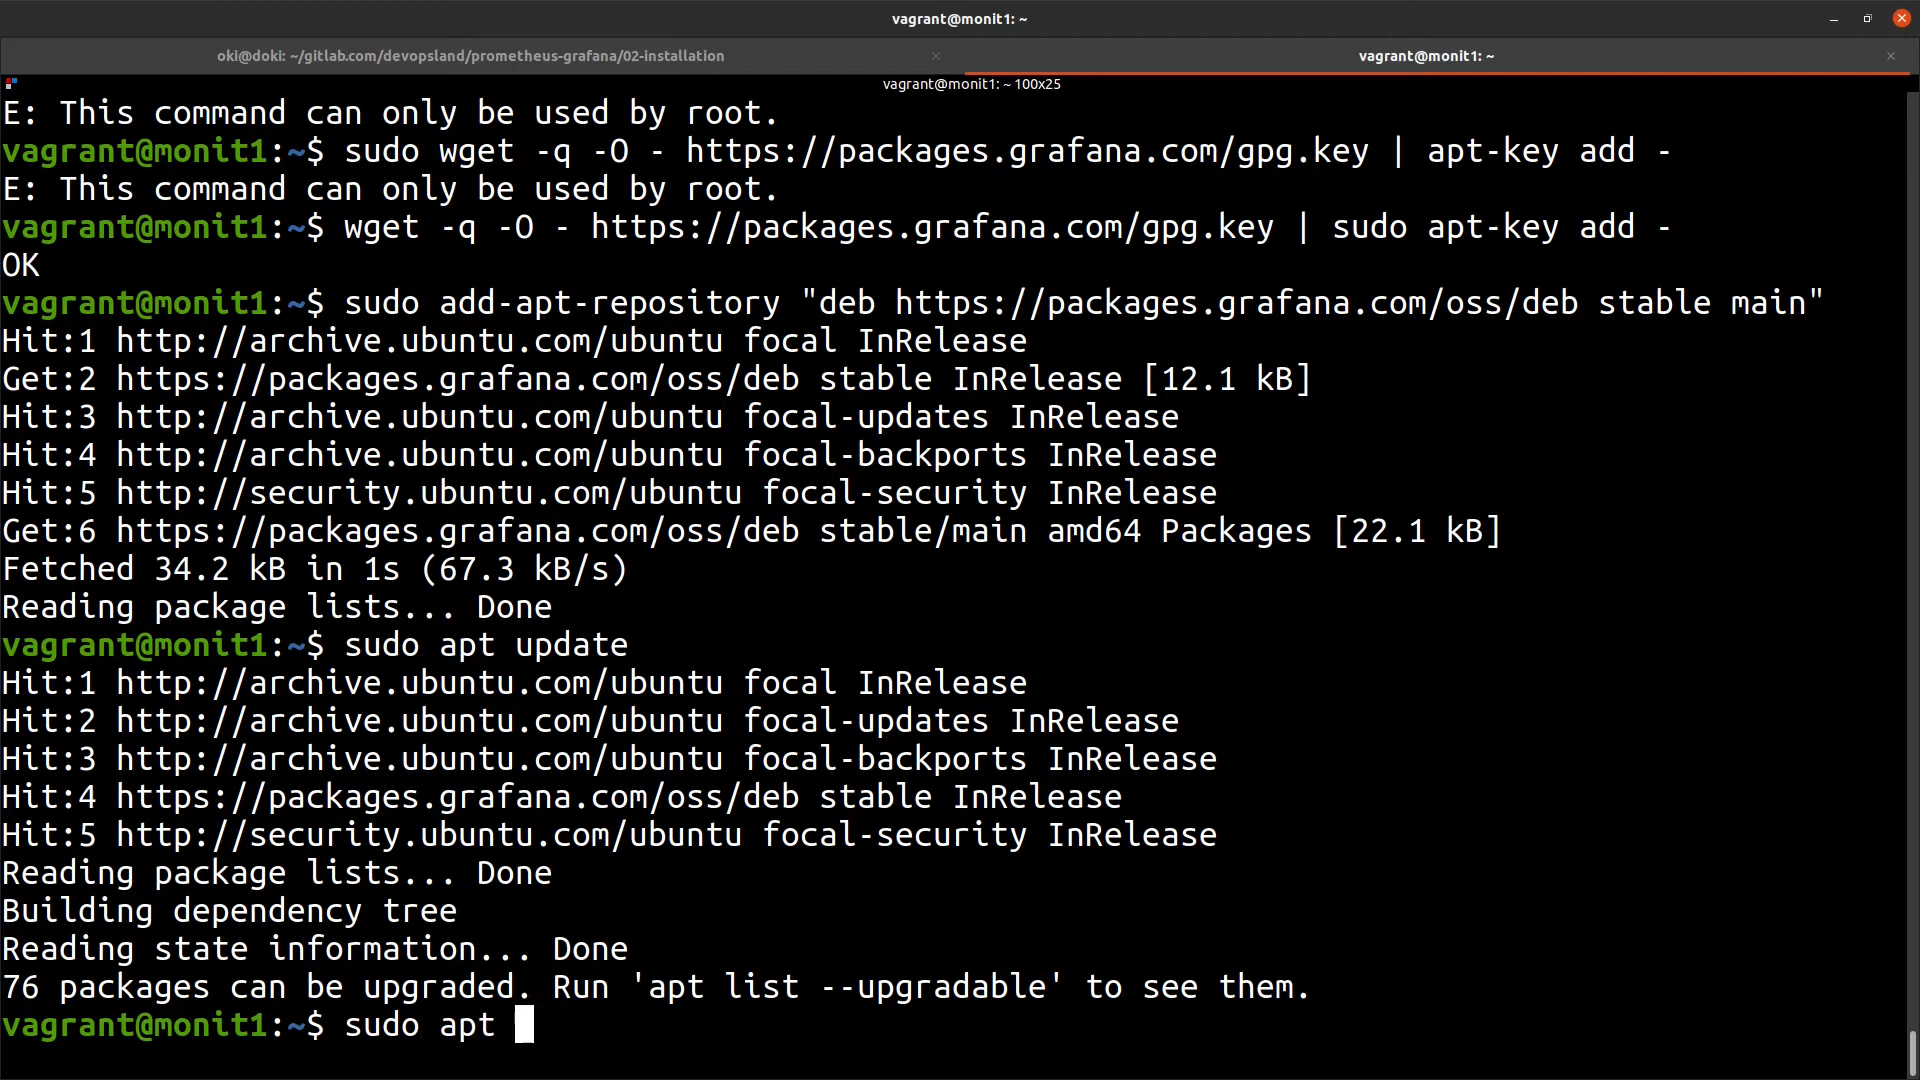 vagrant@monit1: ~
oki@doki: ~/gitlab.com/devopsland/prometheus-grafana/02-installation
vagrant@monit1: ~
vagrant@monit1: ~ 100x25
E: This command can only be used by root.
vagrant@monit1:~$ sudo wget -q -O - https://packages.grafana.com/gpg.key | apt-key add -
E: This command can only be used by root.
vagrant@monit1:~$ wget -q -O - https://packages.grafana.com/gpg.key | sudo apt-key add -
OK
vagrant@monit1:~$ sudo add-apt-repository "deb https://packages.grafana.com/oss/deb stable main"
Hit:1 http://archive.ubuntu.com/ubuntu focal InRelease
Get:2 https://packages.grafana.com/oss/deb stable InRelease [12.1 kB]
Hit:3 http://archive.ubuntu.com/ubuntu focal-updates InRelease
Hit:4 http://archive.ubuntu.com/ubuntu focal-backports InRelease
Hit:5 http://security.ubuntu.com/ubuntu focal-security InRelease
Get:6 https://packages.grafana.com/oss/deb stable/main amd64 Packages [22.1 kB]
Fetched 34.2 kB in 1s (67.3 kB/s)
Reading package lists... Done
vagrant@monit1:~$ sudo apt update
Hit:1 http://archive.ubuntu.com/ubuntu focal InRelease
Hit:2 http://archive.ubuntu.com/ubuntu focal-updates InRelease
Hit:3 http://archive.ubuntu.com/ubuntu focal-backports InRelease
Hit:4 https://packages.grafana.com/oss/deb stable InRelease
Hit:5 http://security.ubuntu.com/ubuntu focal-security InRelease
Reading package lists... Done
Building dependency tree
Reading state information... Done
76 packages can be upgraded. Run 'apt list --upgradable' to see them.
vagrant@monit1:~$ sudo apt